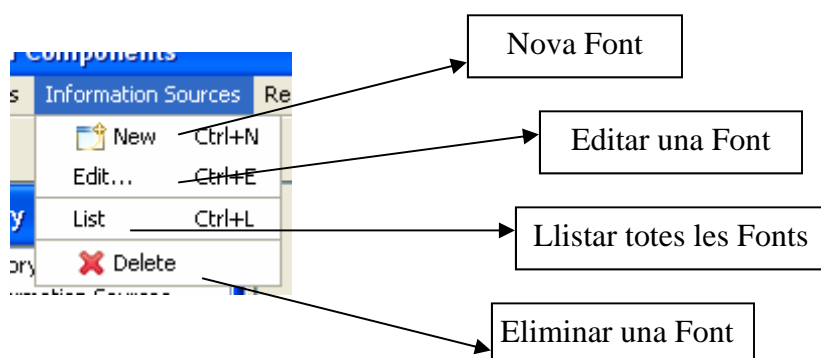 Nova Font
Components
Information Sources Re
New Ctrl+N
Editar una Font
Edit... Ctrl+E
List Ctrl+L
Llistar totes les Fonts
Delete
Eliminar una Font